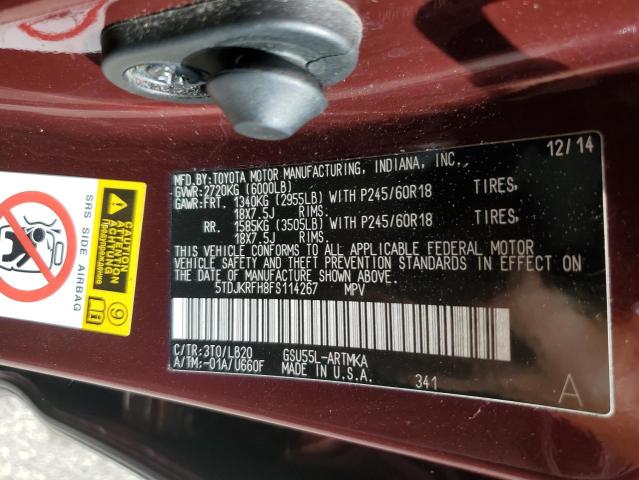 12/14
MFD.BY:TOYOTA MOTOR MANUFACTURING, INDIANA, INC.
GVWR:2720KG (6000LB)
GAWR:FRT. 1340KG (2955LB) WITH P245/60R18 TIRES,
18X7.5J RIMS.
RR. 1585KG (3505LB) WITH P245/60R18 TIRES,
18X7.5J RIMS.
THIS VEHICLE CONFORMS TO ALL APPLICABLE FEDERAL MOTOR
VEHICLE SAFETY AND THEFT PREVENTION STANDARDS IN EFFECT ON
THE DATE OF MANUFACTURE SHOWN ABOVE.
5TDJKRFH8FS114267 MPV
C/TR:3T0/LB20 GSU55L-ARTMKA
A/TM:-01A/U660F MADE IN U.S.A. 341 A
SRS SIDE AIRBAG
CAUTION
ATTENTION